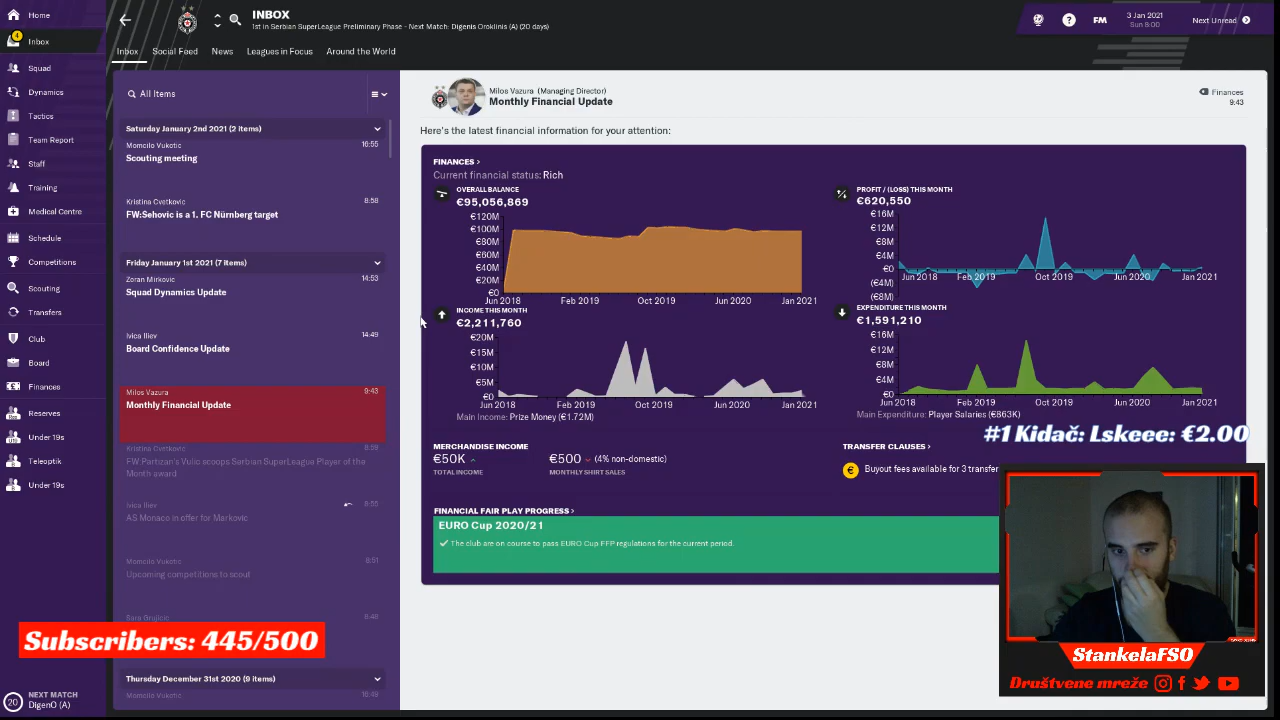 Home
4
Inbox
Squad
Dynamics
Tactics
Team Report
Staff
Training
Medical Centre
Schedule
Competitions
Scouting
Transfers
Club
Board
Finances
Reserves
Under 19s
Teleoptik
Under 19s
20
NEXT MATCH
DigenO (A)
INBOX
1st in Serbian SuperLeague Preliminary Phase - Next Match: Digenis Oroklinis (A) (20 days)
FM
3 Jan 2021
Sun 8:00
Next Unread
Inbox
Social Feed
News
Leagues in Focus
Around the World
All Items
Saturday January 2nd 2021 (2 items)
Momcilo Vukotic
16:55
Scouting meeting
Kristina Cvetkovic
8:58
FW:Sehovic is a 1. FC Nürnberg target
Friday January 1st 2021 (7 items)
Zoran Mirkovic
14:53
Squad Dynamics Update
Ivica Iliev
14:49
Board Confidence Update
Milos Vazura
9:43
Monthly Financial Update
Kristina Cvetkovic
8:59
FW Partizan's Vulic scoops Serbian SuperLeague Player of the
Month award
Ivica Iliev
8:55
AS Monaco in offer for Markovic
Momcilo Vukotic
8:51
Upcoming competitions to scout
Sara Grujicic
8:48
Subscribers: 445/500
Thursday December 31st 2020 (9 items)
Momcilo Vukotic
16:49
Milos Vazura (Managing Director)
Monthly Financial Update
Finances
9:43
Here's the latest financial information for your attention:
FINANCES >
Current financial status: Rich
OVERALL BALANCE
€95,056,869
€120M
€100M
€80M
€60M
€40M
€20M
€0
Jun 2018
Feb 2019
Oct 2019
Jun 2020
Jan 2021
PROFIT / (LOSS) THIS MONTH
€620,550
€16M
€12M
€8M
€4M
€0
(€4M)
(€8M)
Jun 2018
Feb 2019
Oct 2019
Jun 2020
Jan 2021
INCOME THIS MONTH
€2,211,760
€20M
€15M
€10M
€5M
€0
Jun 2018
Feb 2019
Oct 2019
Jun 2020
Jan 2021
Main Income: Prize Money (€1.72M)
EXPENDITURE THIS MONTH
€1,591,210
€16M
€12M
€8M
€4M
€0
Jun 2018
Feb 2019
Oct 2019
Jun 2020
Jan 2021
Main Expenditure: Player Salaries (€863K)
#1 Kidač: Lskeee: €2.00
MERCHANDISE INCOME
€50K
TOTAL INCOME
€500 (4% non-domestic)
MONTHLY SHIRT SALES
TRANSFER CLAUSES >
Buyout fees available for 3 transfer
FINANCIAL FAIR PLAY PROGRESS >
EURO Cup 2020/21
The club are on course to pass EURO Cup FFP regulations for the current period.
StankelaFSO
Društvene mreže